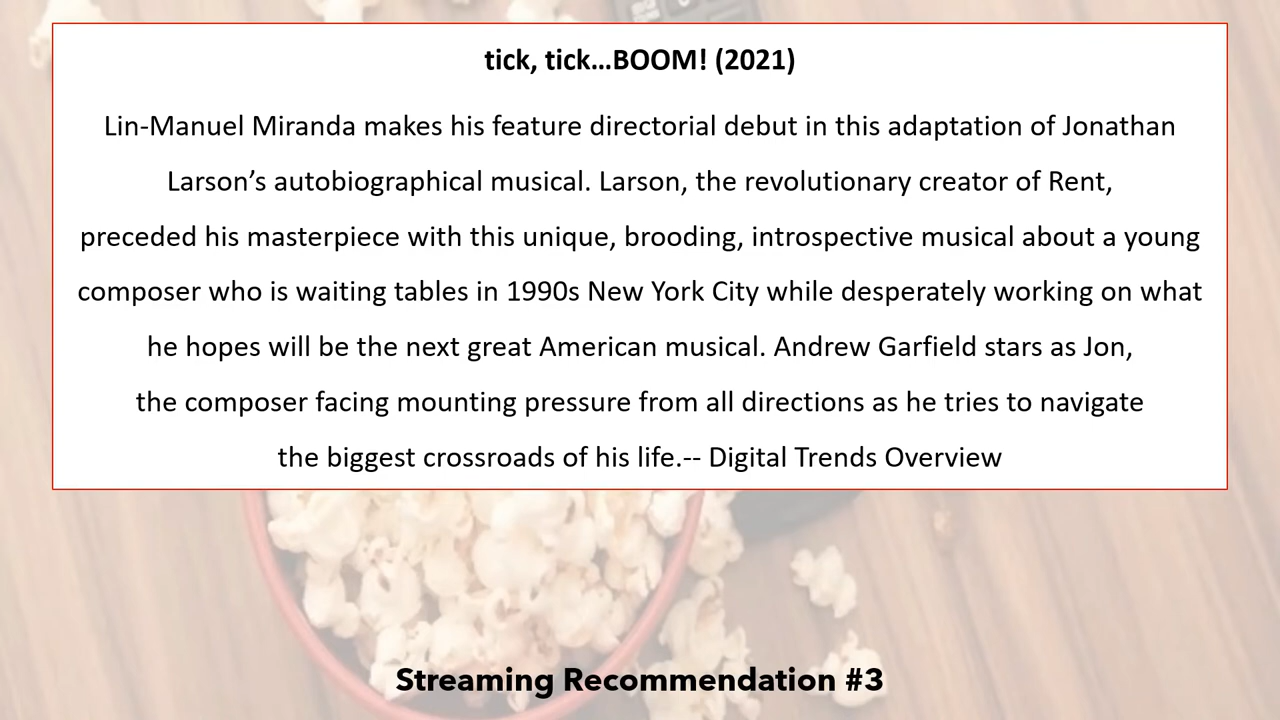 tick, tick…BOOM! (2021)
Lin-Manuel Miranda makes his feature directorial debut in this adaptation of Jonathan
Larson’s autobiographical musical. Larson, the revolutionary creator of Rent,
preceded his masterpiece with this unique, brooding, introspective musical about a young
composer who is waiting tables in 1990s New York City while desperately working on what
he hopes will be the next great American musical. Andrew Garfield stars as Jon,
the composer facing mounting pressure from all directions as he tries to navigate
the biggest crossroads of his life.-- Digital Trends Overview
Streaming Recommendation #3